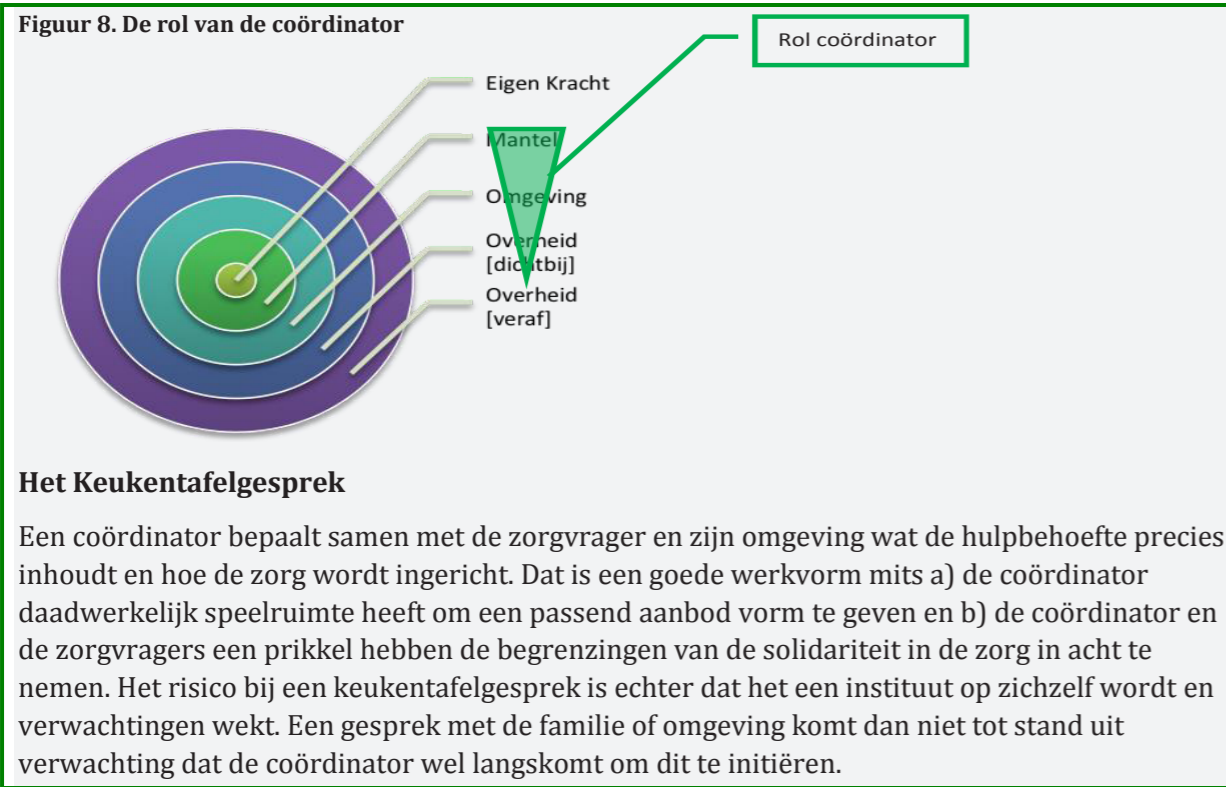 Figuur 8. De rol van de coördinator
Rol coördinator
Eigen Kracht
Mantel
Omgeving
Overheid
[dichtbij]
Overheid
[veraf]
Het Keukentafelgesprek
Een coördinator bepaalt samen met de zorgvrager en zijn omgeving wat de hulpbehoefte precies
inhoudt en hoe de zorg wordt ingericht. Dat is een goede werkvorm mits a) de coördinator
daadwerkelijk speelruimte heeft om een passend aanbod vorm te geven en b) de coördinator en
de zorgvragers een prikkel hebben de begrenzingen van de solidariteit in de zorg in acht te
nemen. Het risico bij een keukentafelgesprek is echter dat het een instituut op zichzelf wordt en
verwachtingen wekt. Een gesprek met de familie of omgeving komt dan niet tot stand uit
verwachting dat de coördinator wel langskomt om dit te initiëren.